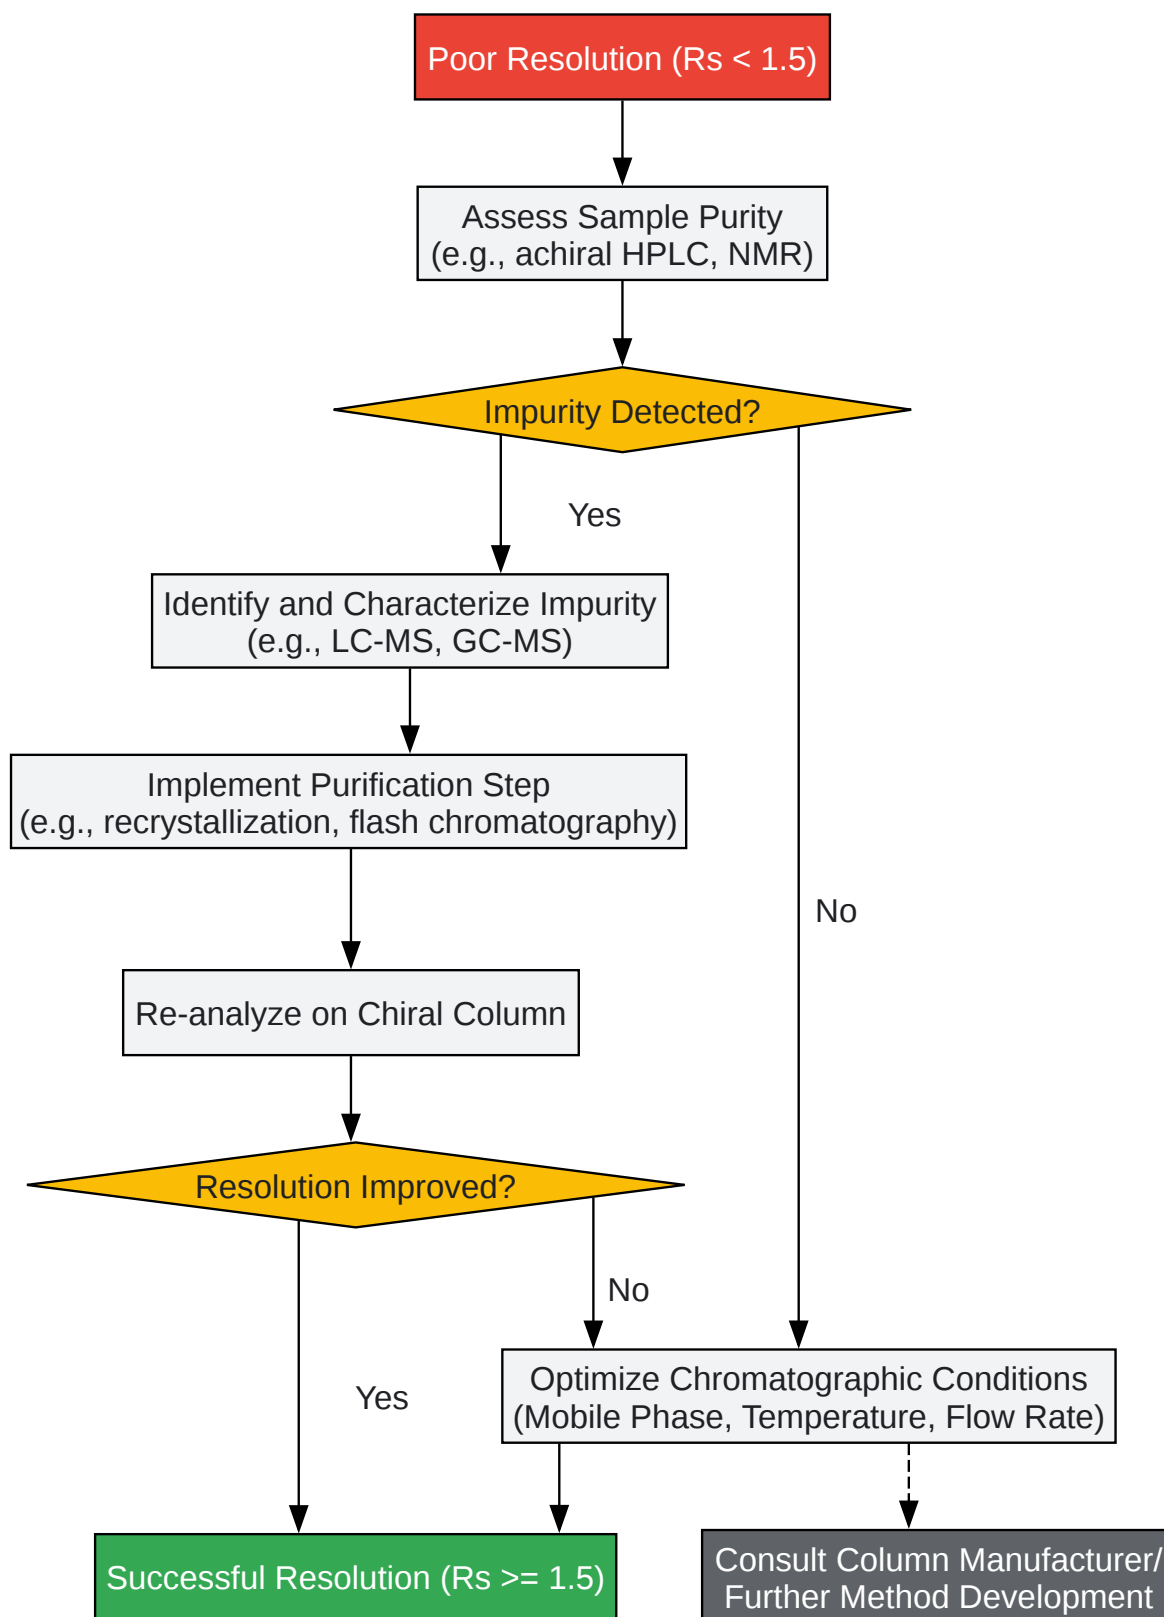 Poor Resolution (Rs < 1.5)
Assess Sample Purity
(e.g., achiral HPLC, NMR)
Impurity Detected?
Yes
Identify and Characterize Impurity
(e.g., LC-MS, GC-MS)
Implement Purification Step
(e.g., recrystallization, flash chromatography)
No
Re-analyze on Chiral Column
Resolution Improved?
No
Yes
Optimize Chromatographic Conditions
(Mobile Phase, Temperature, Flow Rate)
Successful Resolution (Rs >= 1.5)
Consult Column Manufacturer/
Further Method Development